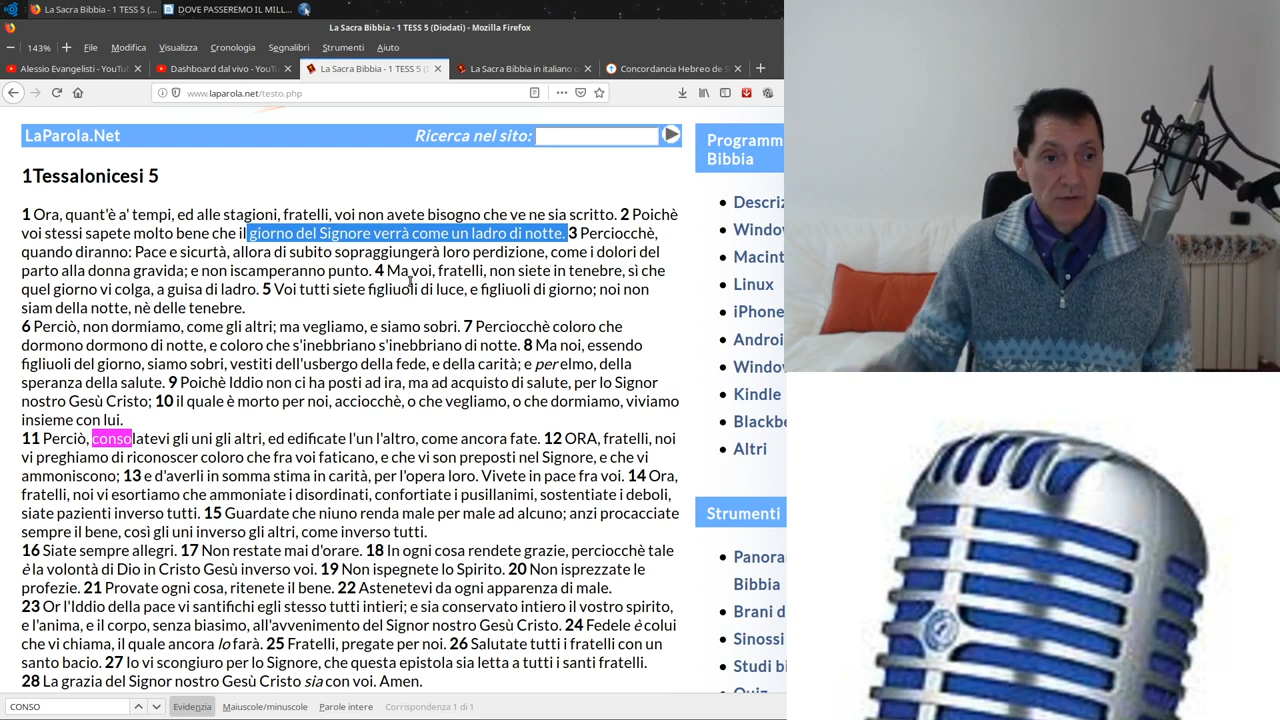 La Sacra Bibbia - 1 TESS 5 (...
DOVE PASSEREMO IL MILL...
La Sacra Bibbia - 1 TESS 5 (Diodati) - Mozilla Firefox
143%
File Modifica Visualizza Cronologia Segnalibri Strumenti Aiuto
Alessio Evangelisti - YouTu
Dashboard dal vivo - YouTu
La Sacra Bibbia - 1 TESS 5 (
La Sacra Bibbia in italiano o
Concordancia Hebreo de S
www.laparola.net/testo.php
LaParola.Net
Ricerca nel sito:
1Tessalonicesi 5
1 Ora, quant'è a' tempi, ed alle stagioni, fratelli, voi non avete bisogno che ve ne sia scritto. 2 Poichè
voi stessi sapete molto bene che il giorno del Signore verrà come un ladro di notte. 3 Perciocchè,
quando diranno: Pace e sicurtà, allora di subito sopraggiungerà loro perdizione, come i dolori del
parto alla donna gravida; e non iscamperanno punto. 4 Ma voi, fratelli, non siete in tenebre, sì che
quel giorno vi colga, a guisa di ladro. 5 Voi tutti siete figliuoli di luce, e figliuoli di giorno; noi non
siam della notte, nè delle tenebre.
6 Perciò, non dormiamo, come gli altri; ma vegliamo, e siamo sobri. 7 Perciocchè coloro che
dormono dormono di notte, e coloro che s'inebbriano s'inebbriano di notte. 8 Ma noi, essendo
figliuoli del giorno, siamo sobri, vestiti dell'usbergo della fede, e della carità; e per elmo, della
speranza della salute. 9 Poichè Iddio non ci ha posti ad ira, ma ad acquisto di salute, per lo Signor
nostro Gesù Cristo; 10 il quale è morto per noi, acciocchè, o che vegliamo, o che dormiamo, viviamo
insieme con lui.
11 Perciò, consolatevi gli uni gli altri, ed edificate l'un l'altro, come ancora fate. 12 ORA, fratelli, noi
vi preghiamo di riconoscer coloro che fra voi faticano, e che vi son preposti nel Signore, e che vi
ammoniscono; 13 e d'averli in somma stima in carità, per l'opera loro. Vivete in pace fra voi. 14 Ora,
fratelli, noi vi esortiamo che ammoniate i disordinati, confortiate i pusillanimi, sostentiate i deboli,
siate pazienti inverso tutti. 15 Guardate che niuno renda male per male ad alcuno; anzi procacciate
sempre il bene, così gli uni inverso gli altri, come inverso tutti.
16 Siate sempre allegri. 17 Non restate mai d'orare. 18 In ogni cosa rendete grazie, perciocchè tale
è la volontà di Dio in Cristo Gesù inverso voi. 19 Non ispegnete lo Spirito. 20 Non isprezzate le
profezie. 21 Provate ogni cosa, ritenete il bene. 22 Astenetevi da ogni apparenza di male.
23 Or l'Iddio della pace vi santifichi egli stesso tutti intieri; e sia conservato intiero il vostro spirito,
e l'anima, e il corpo, senza biasimo, all'avvenimento del Signor nostro Gesù Cristo. 24 Fedele è colui
che vi chiama, il quale ancora lo farà. 25 Fratelli, pregate per noi. 26 Salutate tutti i fratelli con un
santo bacio. 27 Io vi scongiuro per lo Signore, che questa epistola sia letta a tutti i santi fratelli.
28 La grazia del Signor nostro Gesù Cristo sia con voi. Amen.
Programm
Bibbia
Descriz
Windo
Macint
Linux
iPhone
Androi
Windo
Kindle
Blackbe
Altri
Strumenti
Panora
Bibbia
Brani d
Sinossi
Studi bi
Quiz
CONSO
Evidenzia Maiuscole/minuscole Parole intere Corrispondenza 1 di 1